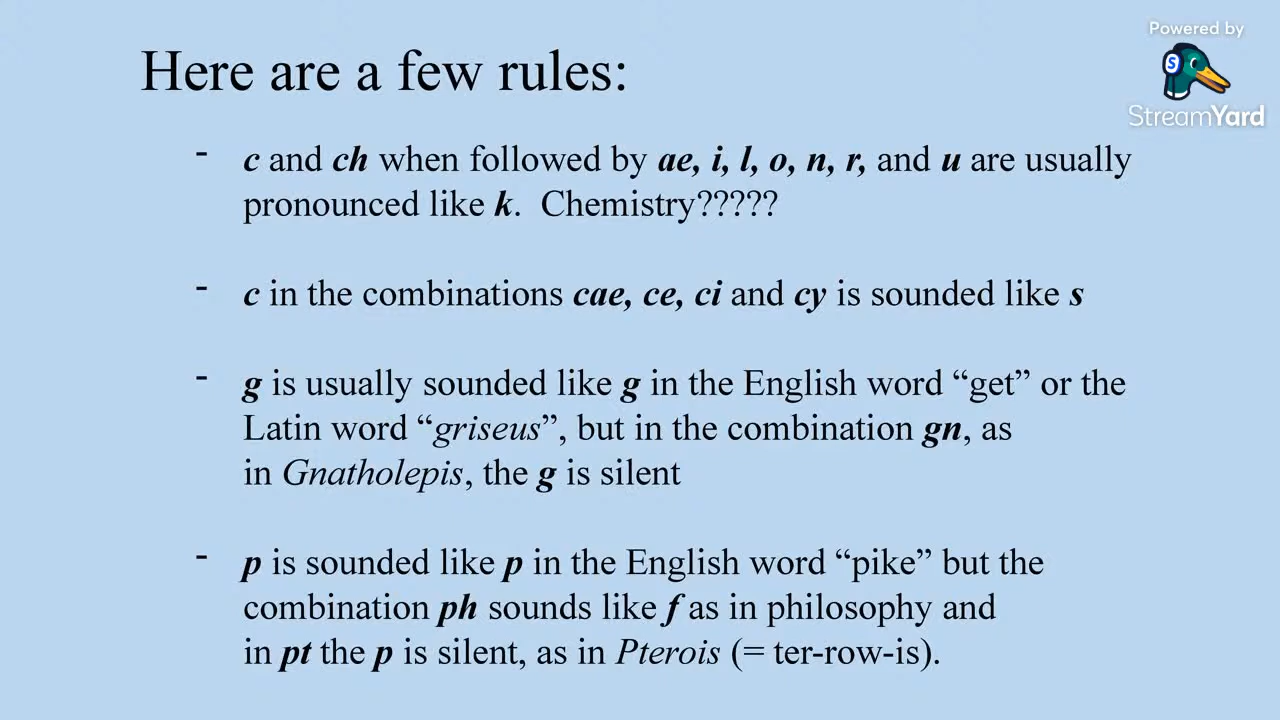 Powered by
StreamYard
Here are a few rules:
- c and ch when followed by ae, i, l, o, n, r, and u are usually
pronounced like k.  Chemistry?????
- c in the combinations cae, ce, ci and cy is sounded like s
- g is usually sounded like g in the English word “get” or the
Latin word “griseus”, but in the combination gn, as
in Gnatholepis, the g is silent
- p is sounded like p in the English word “pike” but the
combination ph sounds like f as in philosophy and
in pt the p is silent, as in Pterois (= ter-row-is).